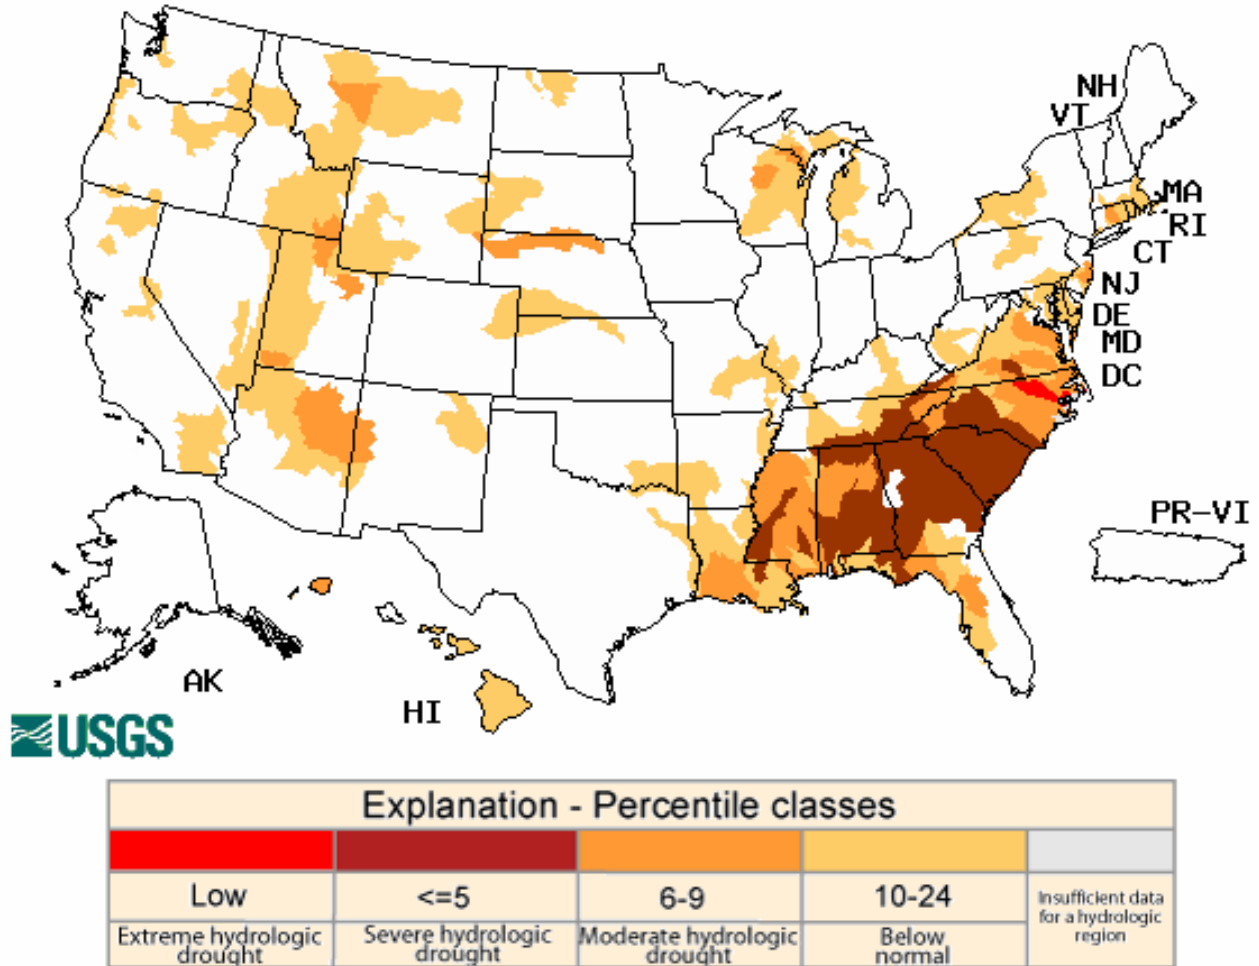 NH
VT
MA
RI
CT
NJ
DE
MD
DC
PR-VI
AK
HI
USGS
Explanation - Percentile classes
Low
<=5
6-9
10-24
Insufficient data
for a hydrologic
region
Extreme hydrologic
drought
Severe hydrologic
drought
Moderate hydrologic
drought
Below
normal